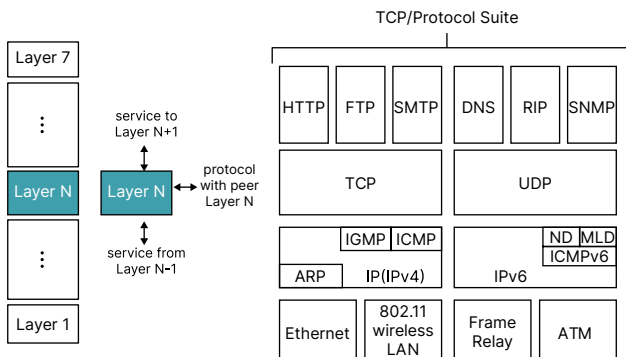 TCP/Protocol Suite
Layer 7
⋮
Layer N
⋮
Layer 1
service to
Layer N+1
Layer N
protocol
with peer
Layer N
service from
Layer N-1
HTTP
FTP
SMTP
DNS
RIP
SNMP
TCP
UDP
IGMP
ICMP
ARP
IP(IPv4)
ND
MLD
ICMPv6
IPv6
Ethernet
802.11
wireless
LAN
Frame
Relay
ATM